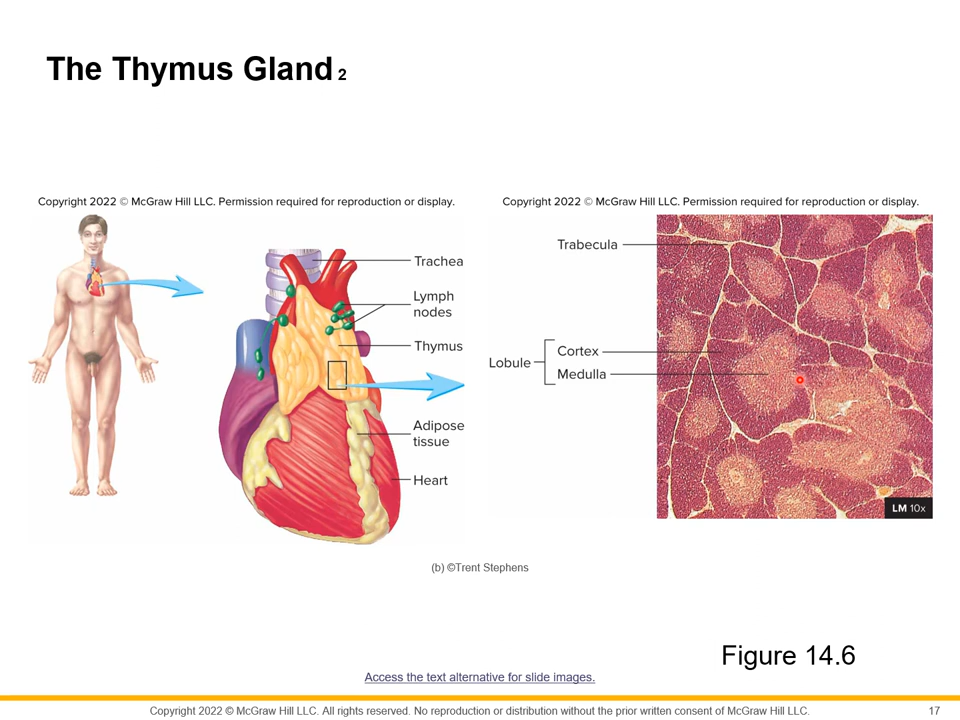 The Thymus Gland 2
Copyright 2022 © McGraw Hill LLC. Permission required for reproduction or display.
Trachea
Lymph
nodes
Thymus
Adipose
tissue
Heart
Copyright 2022 © McGraw Hill LLC. Permission required for reproduction or display.
Trabecula
Lobule
Cortex
Medulla
LM 10x
(b) ©Trent Stephens
Figure 14.6
Access the text alternative for slide images.
Copyright 2022 © McGraw Hill LLC. All rights reserved. No reproduction or distribution without the prior written consent of McGraw Hill LLC.
17